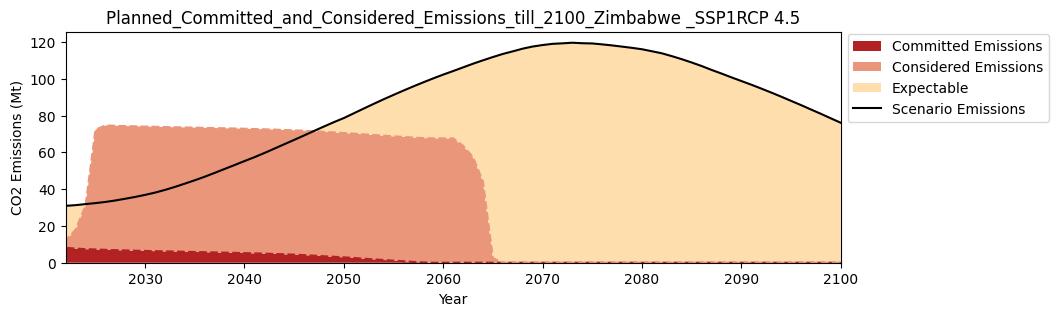 Planned_Committed_and_Considered_Emissions_till_2100_Zimbabwe _SSP1RCP 4.5
120
100
80
60
40
20
0
CO2 Emissions (Mt)
2030 2040 2050 2060 2070 2080 2090 2100
Year
Committed Emissions
Considered Emissions
Expectable
Scenario Emissions